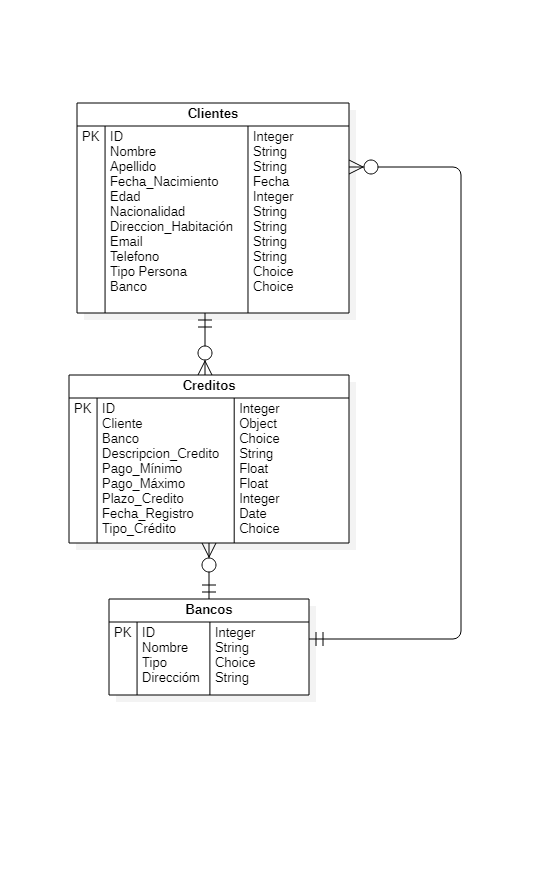 Clientes
PK ID Integer
Nombre String
Apellido String
Fecha_Nacimiento Fecha
Edad Integer
Nacionalidad String
Direccion_Habitación String
Email String
Telefono String
Tipo Persona Choice
Banco Choice
Creditos
PK ID Integer
Cliente Object
Banco Choice
Descripcion_Credito String
Pago_Mínimo Float
Pago_Máximo Float
Plazo_Credito Integer
Fecha_Registro Date
Tipo_Crédito Choice
Bancos
PK ID Integer
Nombre String
Tipo Choice
Direccióm String